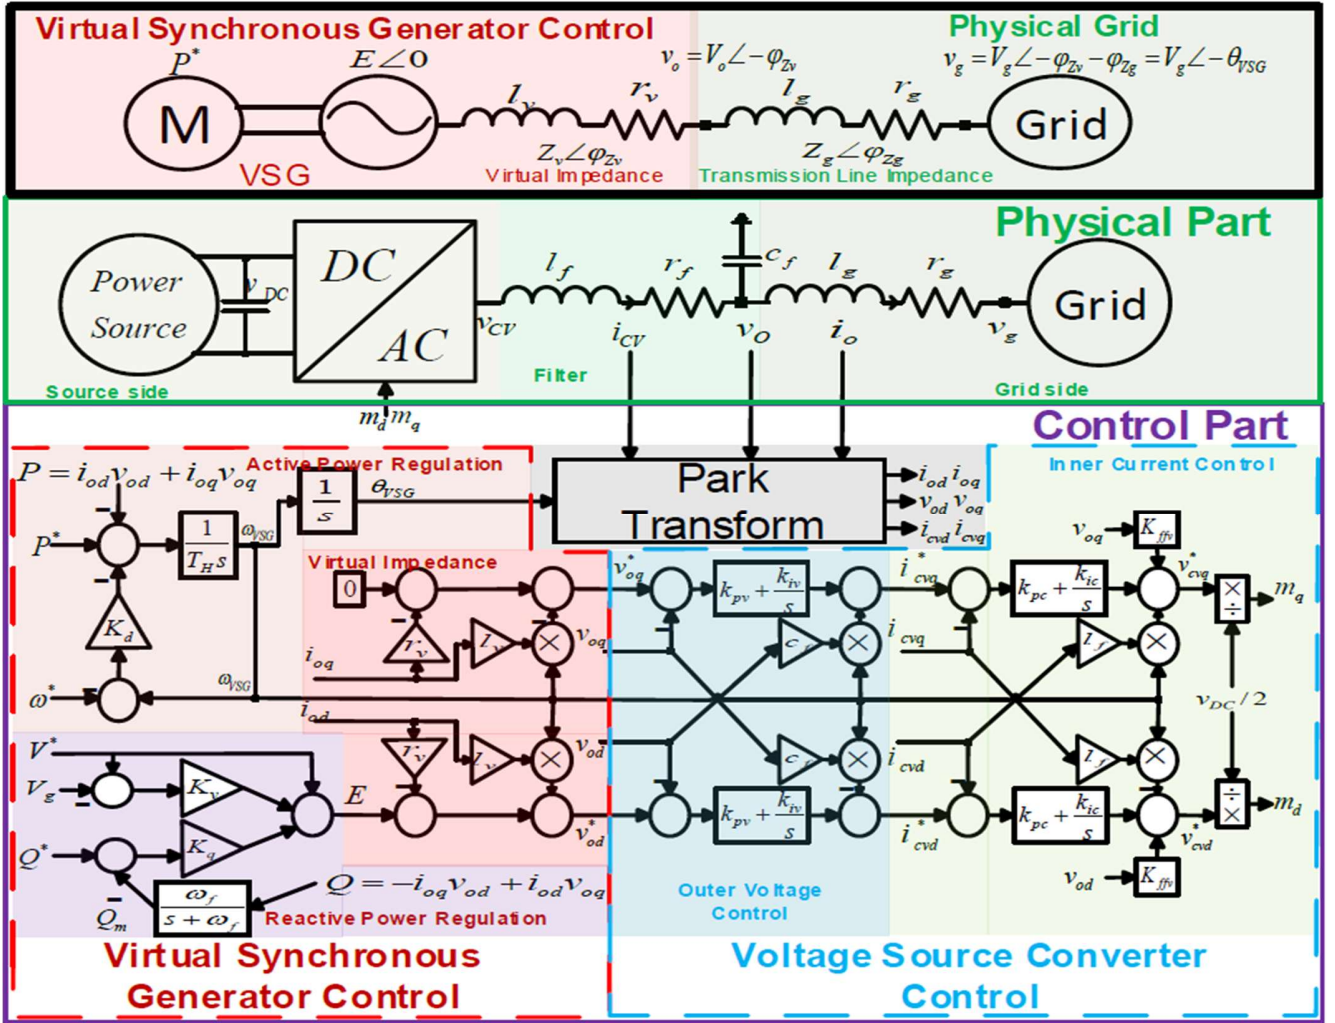 Virtual Synchronous Generator Control
Physical Grid
P*
E∠0
v_o=V_o∠-φ_Zv
v_g=V_g∠-φ_Zv-φ_Zg=V_g∠-θ_VSG
l_v
r_v
l_g
r_g
M
Grid
Z_v∠φ_Zv
Z_g∠φ_Zg
VSG
Virtual Impedance
Transmission Line Impedance
Physical Part
Power
Source
v_DC
DC
AC
l_f
r_f
c_f
l_g
r_g
Grid
v_CV
i_CV
v_O
i_o
v_g
Source side
Filter
Grid side
m_d m_q
Control Part
P=i_od v_od+i_oq v_oq
Active Power Regulation
Inner Current Control
1
s
θ_VSG
Park
Transform
i_od i_oq
v_od v_oq
i_cvd i_cvq
P*
1
T_H s
ω_VSG
K_d
ω*
ω_VSG
Virtual Impedance
0
r_v
l_v
×
i_oq
i_od
r_v
l_v
×
v*_oq
v_oq
v_od
v*_od
k_pv+k_iv/s
c_f
×
c_f
×
k_pv+k_iv/s
i*_cvq
i_cvq
i_cvd
i*_cvd
v_oq
K_ffv
k_pc+k_ic/s
l_f
×
l_f
×
k_pc+k_ic/s
v_od
K_ffv
v*_cvq
v*_cvd
×
÷
m_q
v_DC/2
÷
×
m_d
V*
V_g
K_v
E
Q*
K_q
Q_m
ω_f
s+ω_f
Q=-i_oq v_od+i_od v_oq
Reactive Power Regulation
Outer Voltage
Control
Virtual Synchronous
Generator Control
Voltage Source Converter
Control